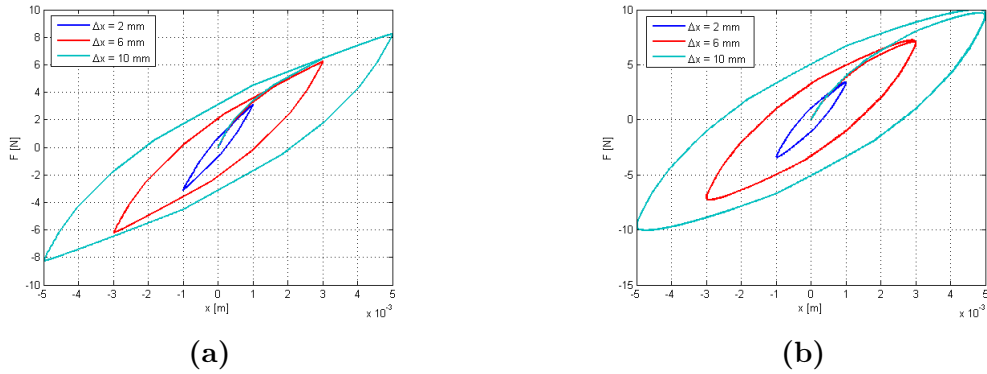 Δx = 2 mm
Δx = 6 mm
Δx = 10 mm
F [N]
10
8
6
4
2
0
-2
-4
-6
-8
-10
-5 -4 -3 -2 -1 0 1 2 3 4 5
x [m]
x 10⁻³
(a)
Δx = 2 mm
Δx = 6 mm
Δx = 10 mm
F [N]
10
5
0
-5
-10
-15
-5 -4 -3 -2 -1 0 1 2 3 4 5
x [m]
x 10⁻³
(b)